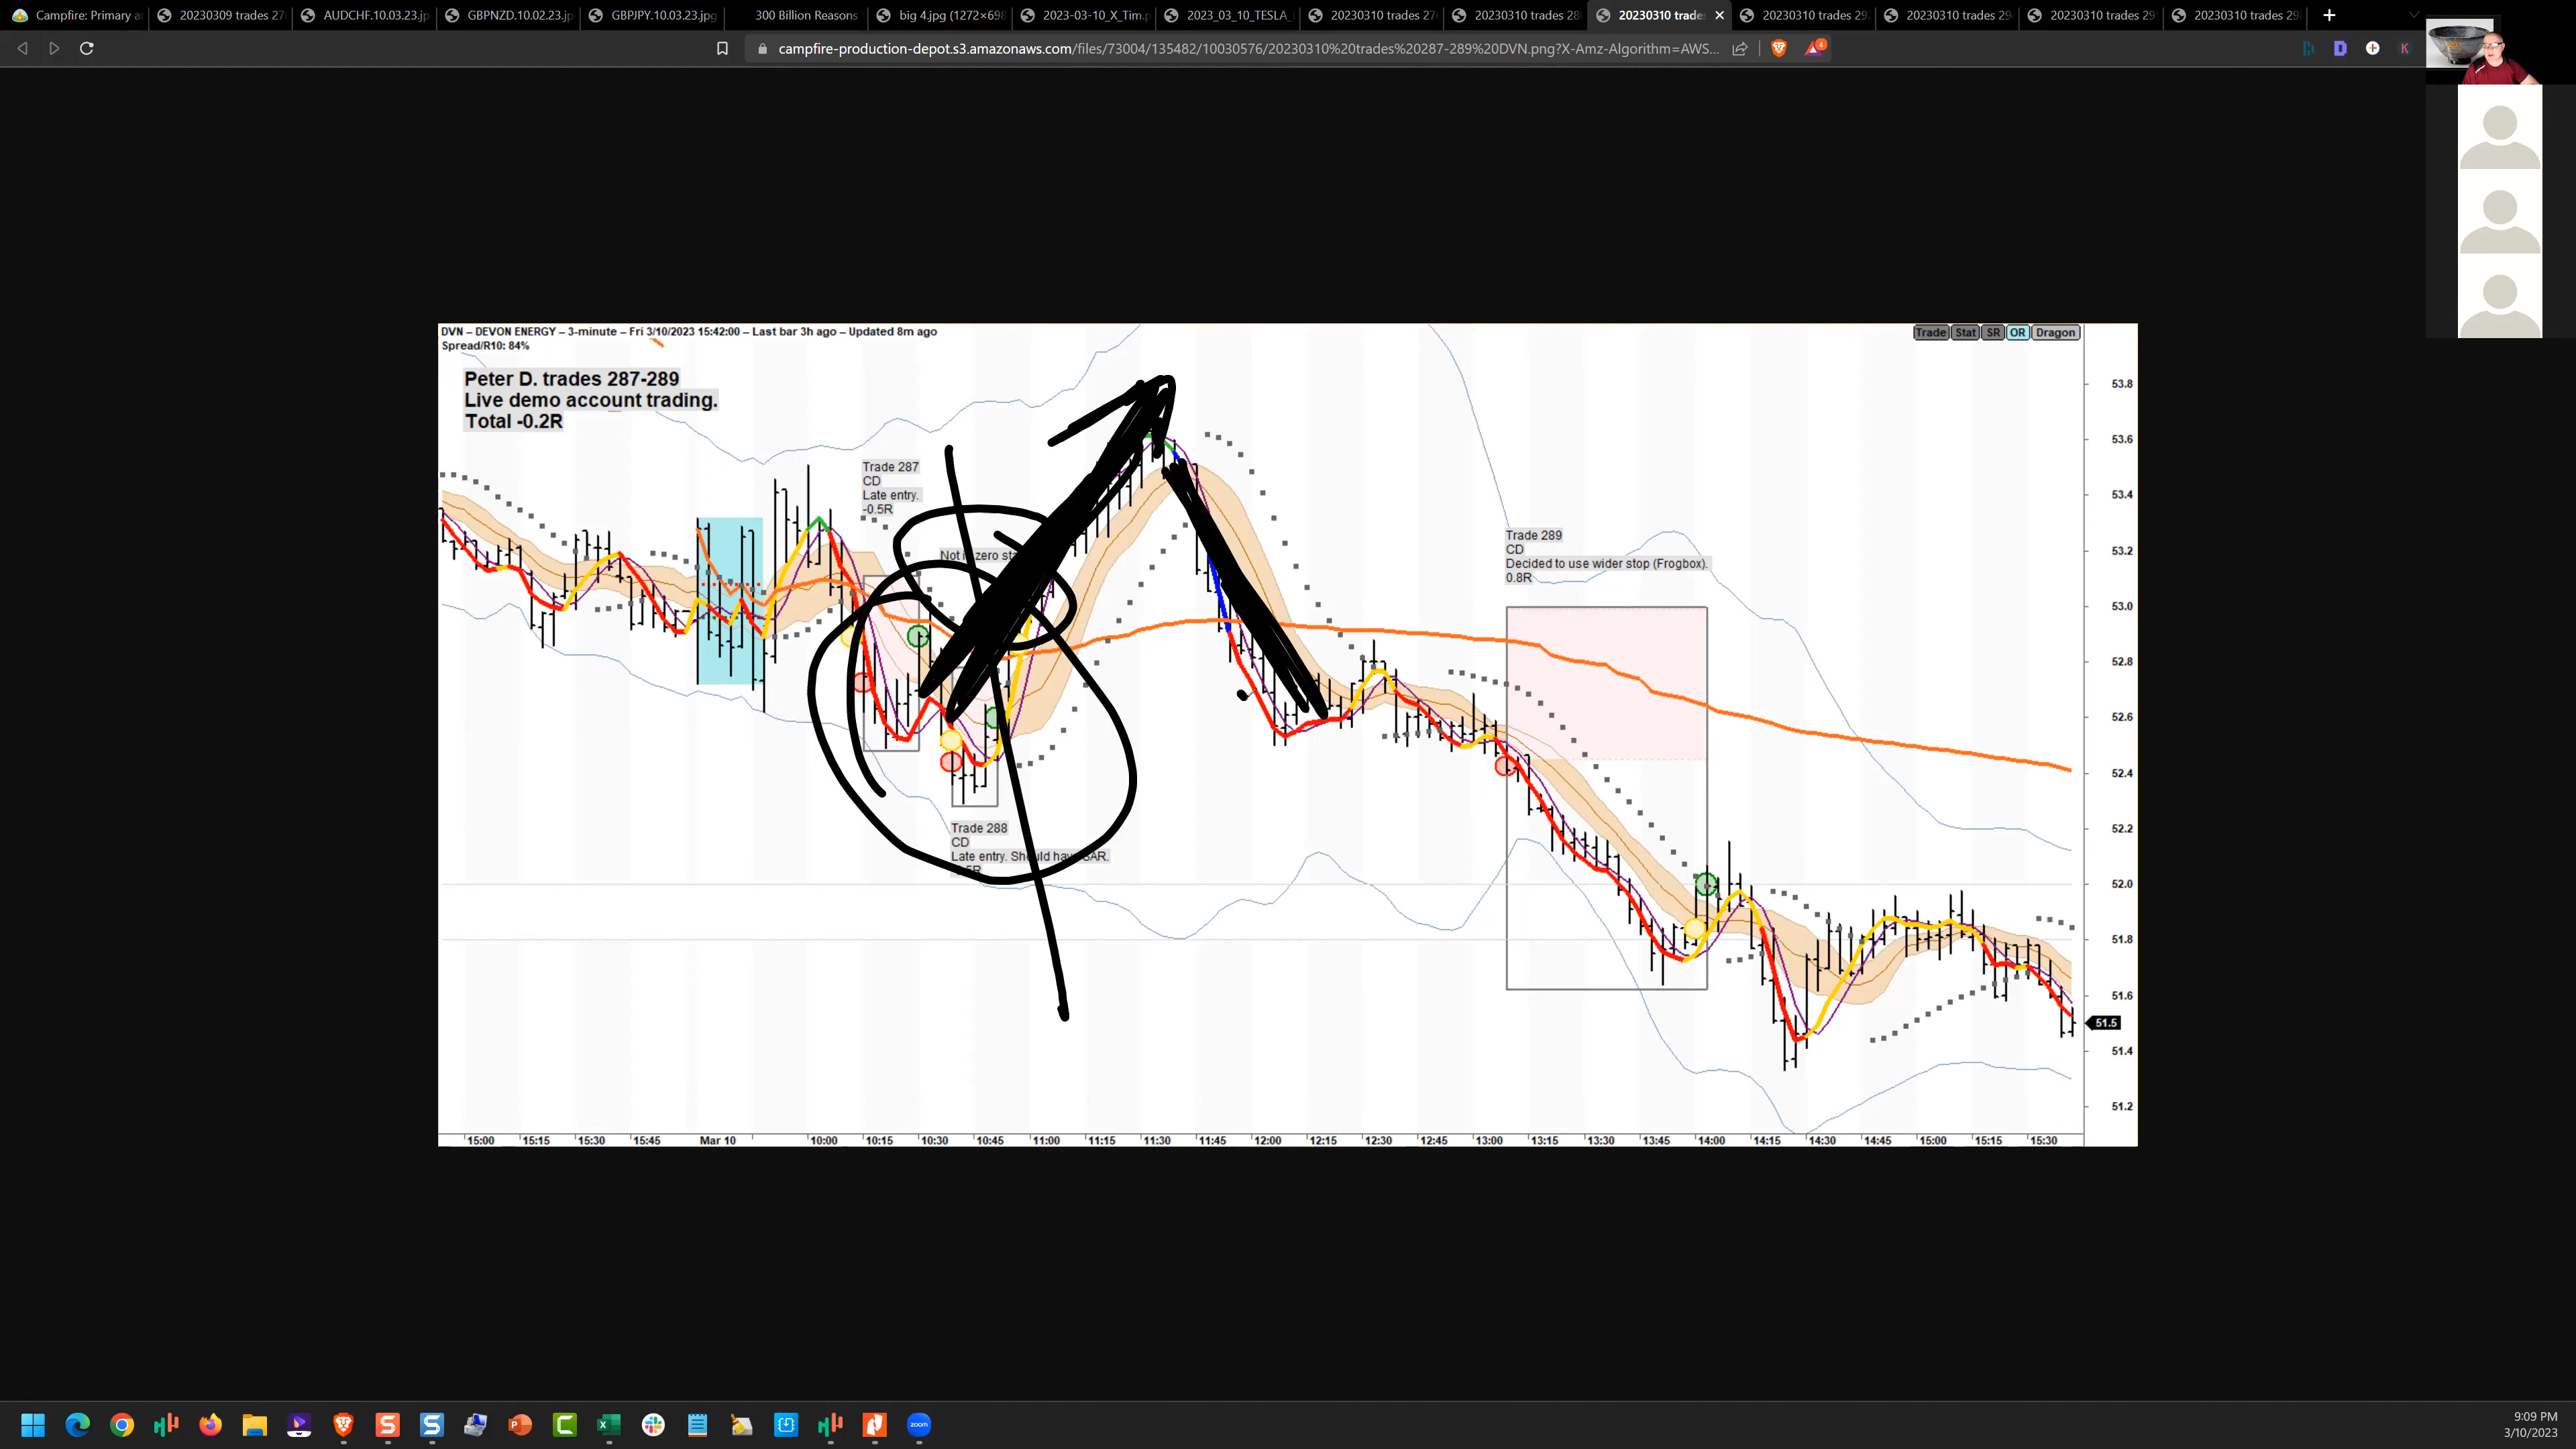 Campfire: Primary a
20230309 trades 27
AUDCHF.10.03.23.jp
GBPNZD.10.02.23.jp
GBPJPY.10.03.23.jpg
300 Billion Reasons
big 4.jpg (1272×698
2023-03-10_X_Tim.p
2023_03_10_TESLA_
20230310 trades 27
20230310 trades 28
20230310 trade
20230310 trades 29
20230310 trades 29
20230310 trades 29
20230310 trades 29
campfire-production-depot.s3.amazonaws.com/files/73004/135482/10030576/20230310%20trades%20287-289%20DVN.png?X-Amz-Algorithm=AWS...
DVN – DEVON ENERGY – 3-minute – Fri 3/10/2023 15:42:00 – Last bar 3h ago – Updated 8m ago
Trade Stat SR OR Dragon
Spread/R10: 84%
Peter D. trades 287-289
Live demo account trading.
Total -0.2R
Trade 287
CD
Late entry.
-0.5R
Not
zero
Trade 288
CD
Late entry. Should have SAR.
Trade 289
CD
Decided to use wider stop (Frogbox).
0.8R
53.8
53.6
53.4
53.2
53.0
52.8
52.6
52.4
52.2
52.0
51.8
51.6
51.5
51.4
51.2
15:00 15:15 15:30 15:45 Mar 10 10:00 10:15 10:30 10:45 11:00 11:15 11:30 11:45 12:00 12:15 12:30 12:45 13:00 13:15 13:30 13:45 14:00 14:15 14:30 14:45 15:00 15:15 15:30
zoom
9:09 PM
3/10/2023